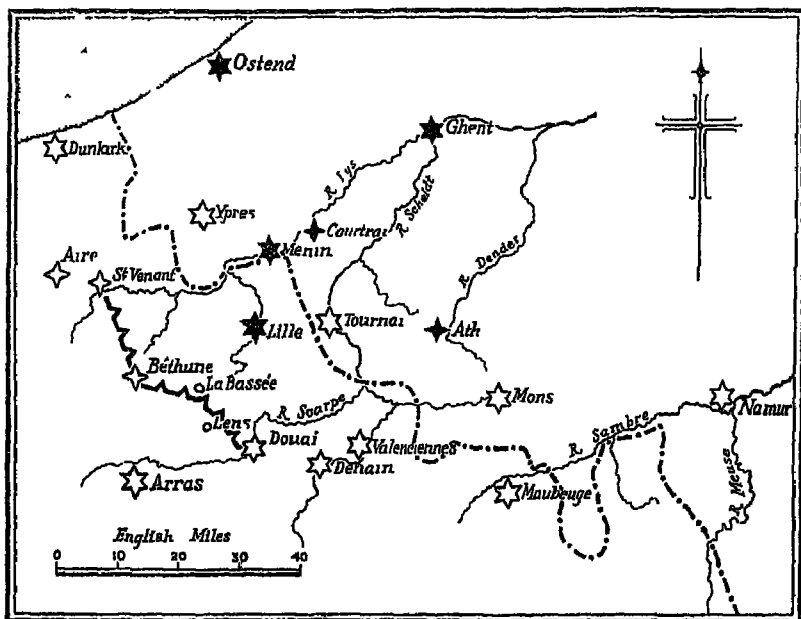 Ostend
Ghent
Dunkirk
R Lys
Ypres
R Scheldt
Courtrai
Menin
Aire
St Venant
R Dender
Lille
Tournai
Ath
Béthune
La Bassée
Mons
Namur
Lens
R Scarpe
R Sambre
Douai
Valenciennes
Denain
Arras
Maubeuge
R Meuse
English Miles
0 10 20 30 40